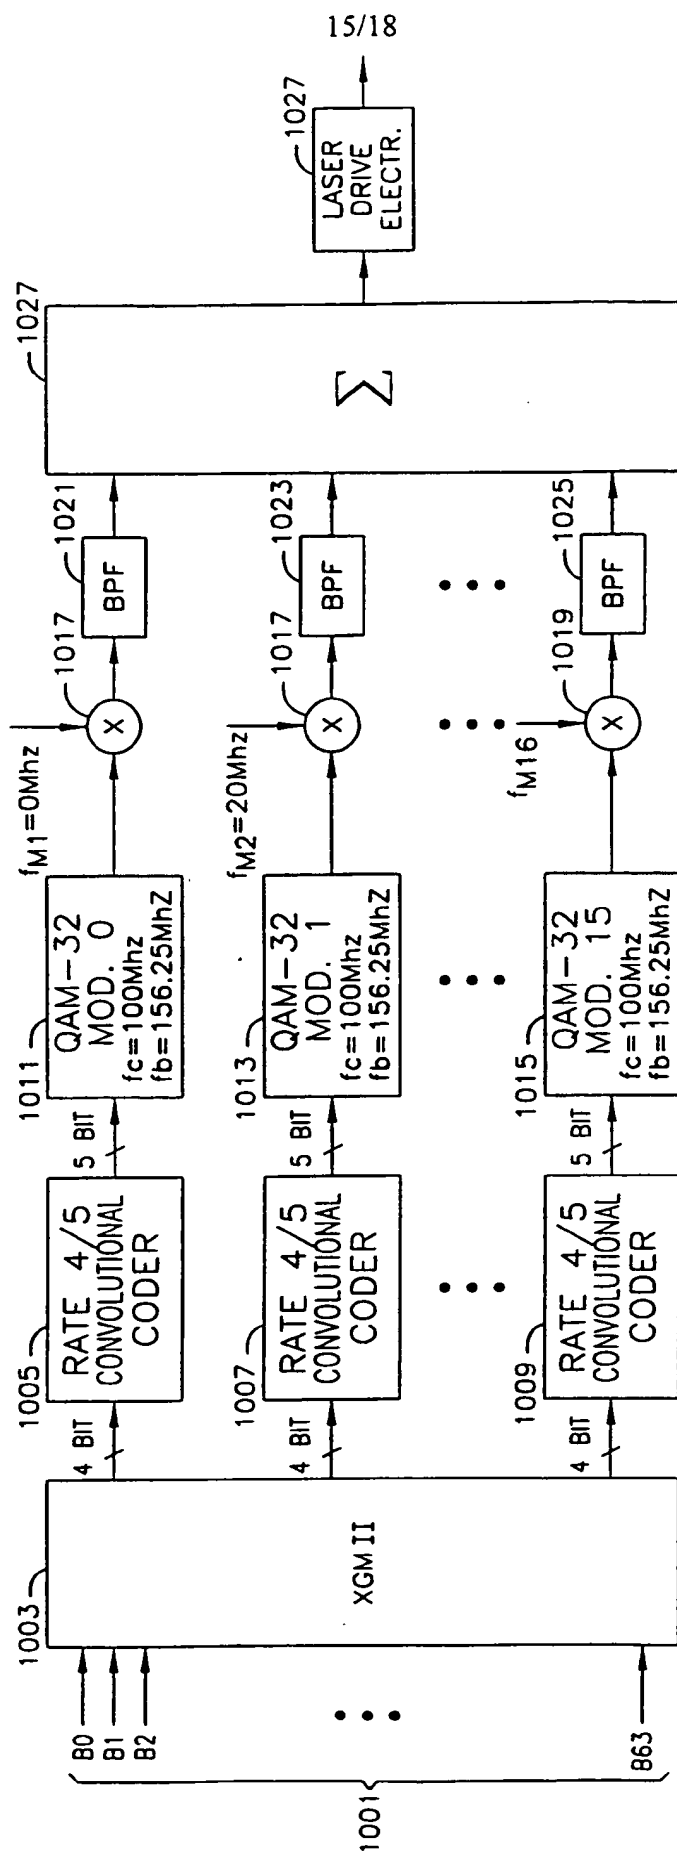 15/18
1001
B0
B1
B2
B63
1003
XGMII
4 BIT
1005
RATE 4/5
CONVOLUTIONAL
CODER
5 BIT
1011
QAM-32
MOD. 0
fc=100Mhz
fb=156.25MhZ
fM1=0Mhz
1017
X
1021
BPF
4 BIT
1007
RATE 4/5
CONVOLUTIONAL
CODER
5 BIT
1013
QAM-32
MOD. 1
fc=100Mhz
fb=156.25MhZ
fM2=20Mhz
1017
X
1023
BPF
4 BIT
1009
RATE 4/5
CONVOLUTIONAL
CODER
5 BIT
1015
QAM-32
MOD. 15
fc=100Mhz
fb=156.25MhZ
fM16
1019
X
1025
BPF
1027
Σ
1027
LASER
DRIVE
ELECTR.